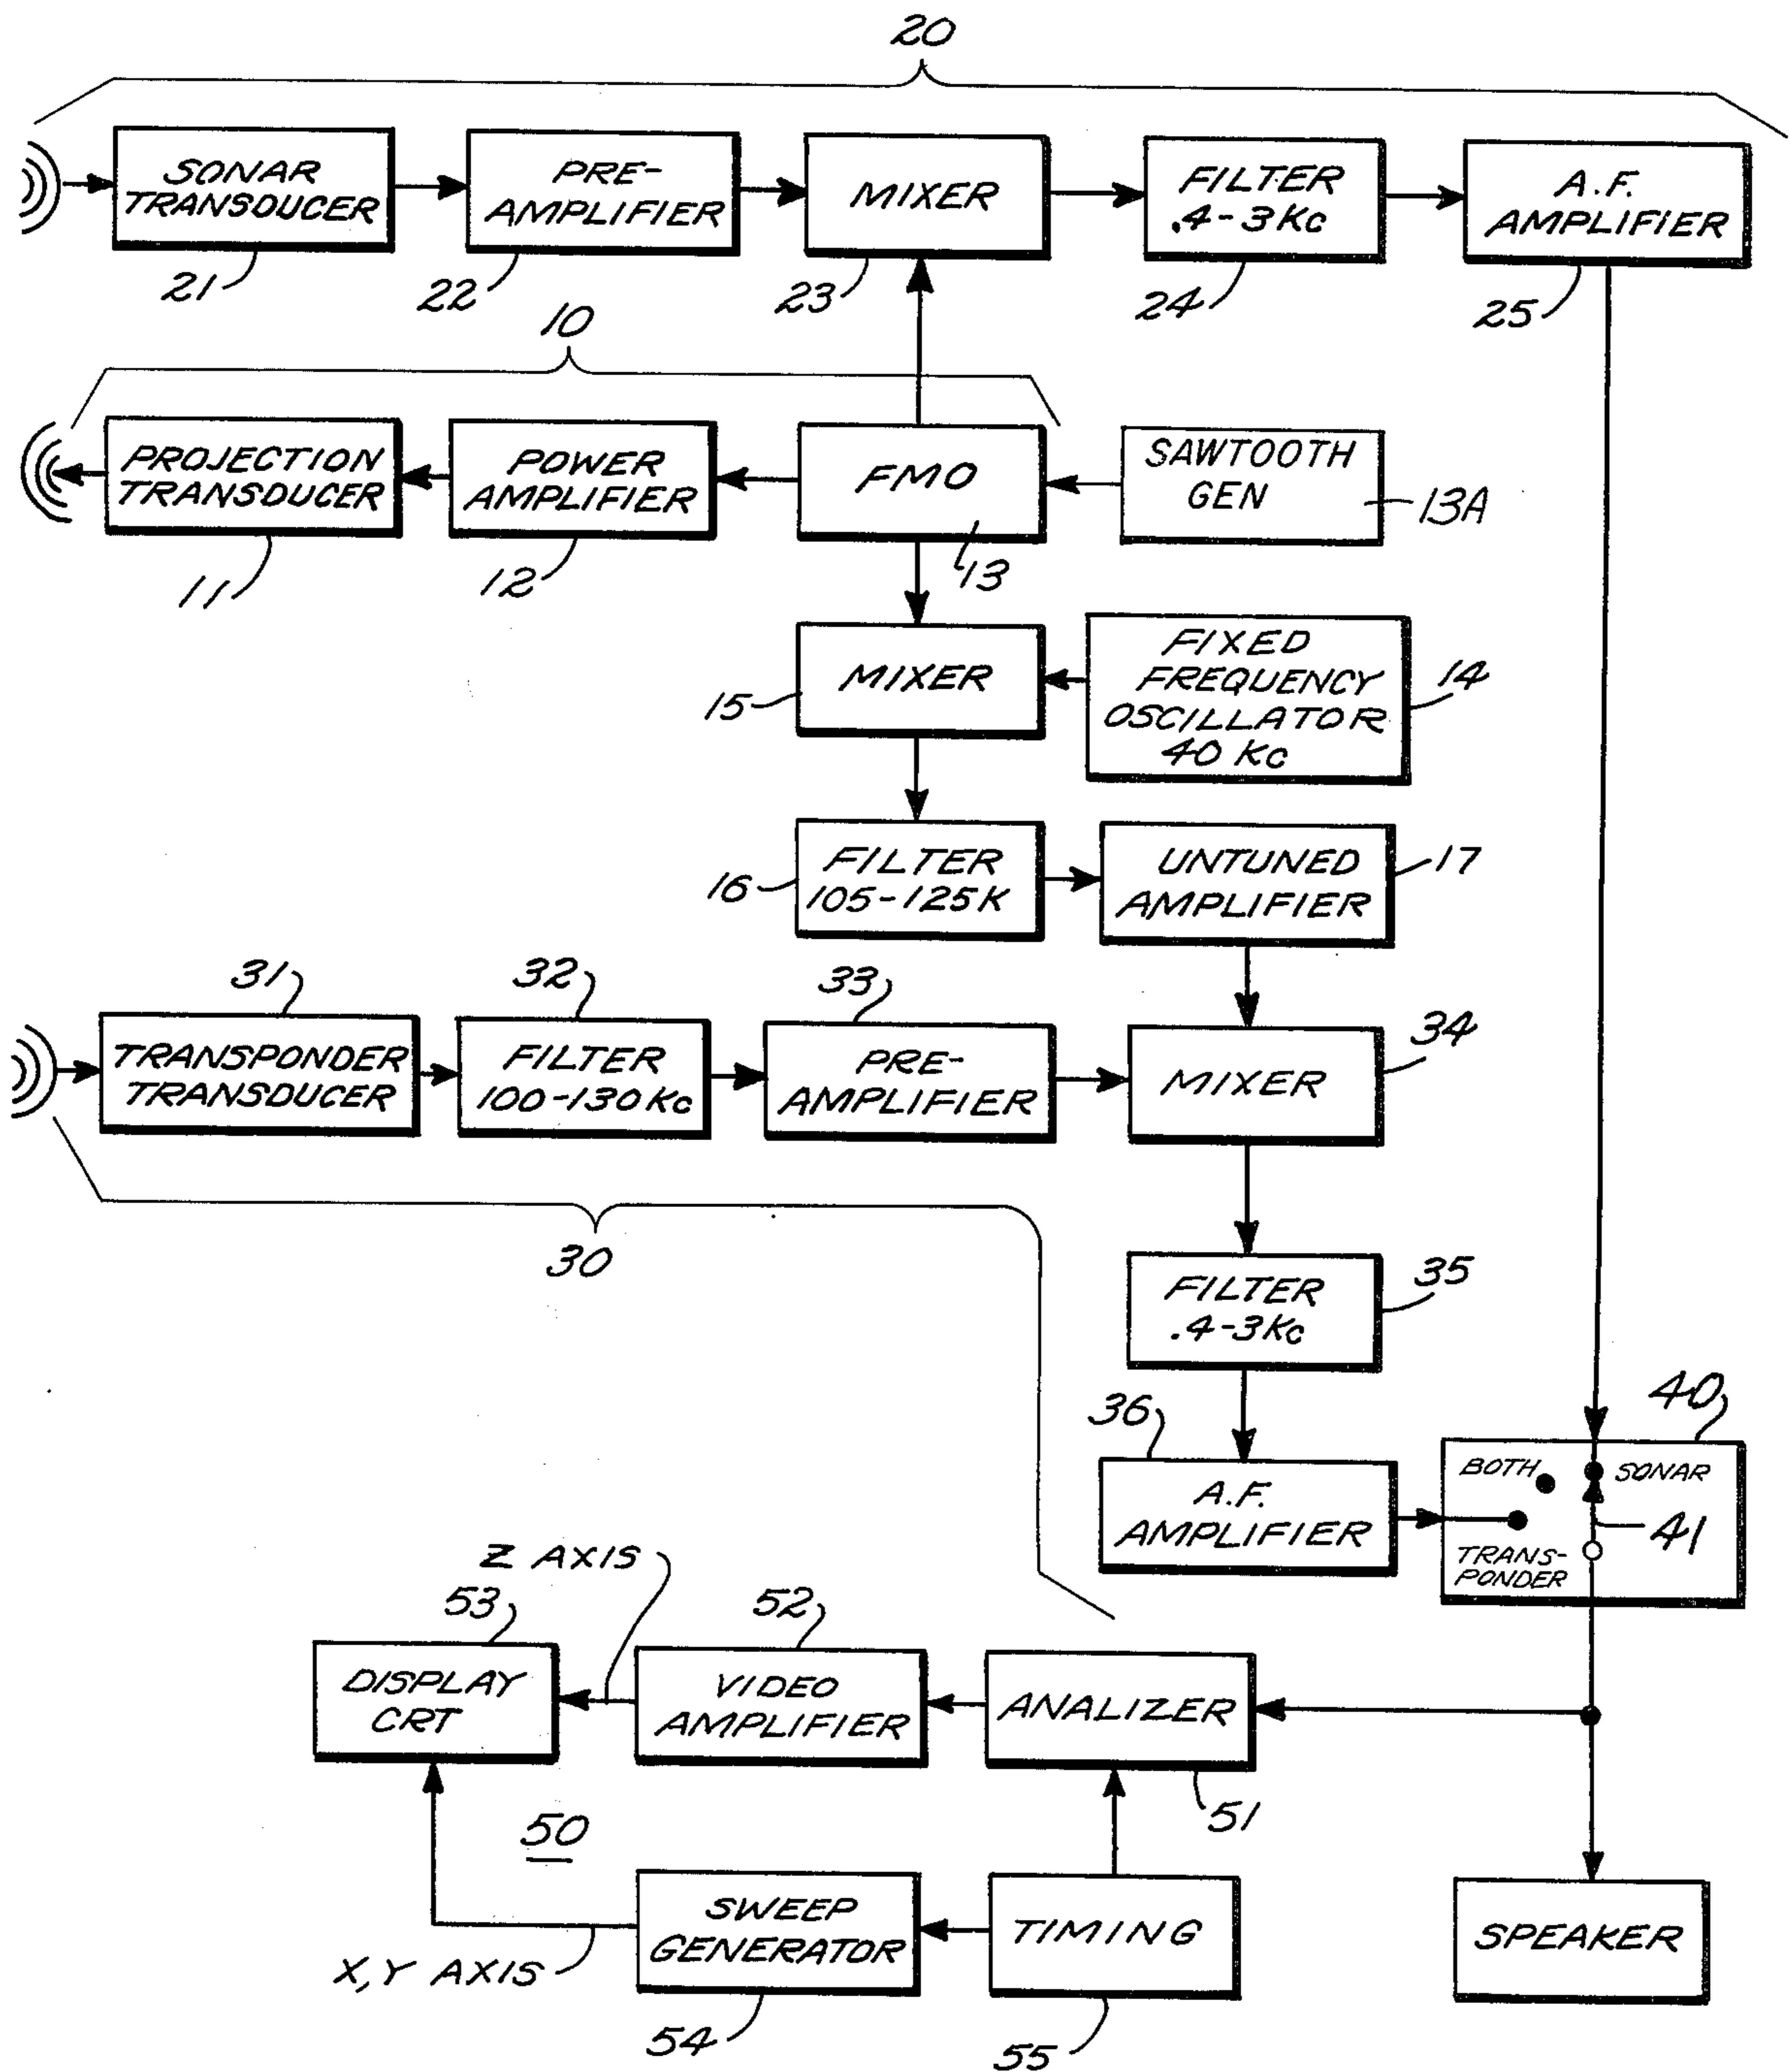 20
SONAR
TRANSDUCER
PRE-
AMPLIFIER
MIXER
FILTER
.4-3Kc
A.F.
AMPLIFIER
21
22
23
24
25
10
PROJECTION
TRANSDUCER
POWER
AMPLIFIER
FMO
SAWTOOTH
GEN
13A
11
12
13
MIXER
15
FIXED
FREQUENCY
OSCILLATOR
40 Kc
14
FILTER
105-125K
16
UNTUNED
AMPLIFIER
17
31
32
33
34
TRANSPONDER
TRANSDUCER
FILTER
100-130Kc
PRE-
AMPLIFIER
MIXER
30
FILTER
.4-3Kc
35
36
A.F.
AMPLIFIER
40
BOTH
SONAR
41
TRANS-
PONDER
Z AXIS
53
52
DISPLAY
CRT
VIDEO
AMPLIFIER
ANALIZER
51
50
SWEEP
GENERATOR
TIMING
SPEAKER
X,Y AXIS
54
55